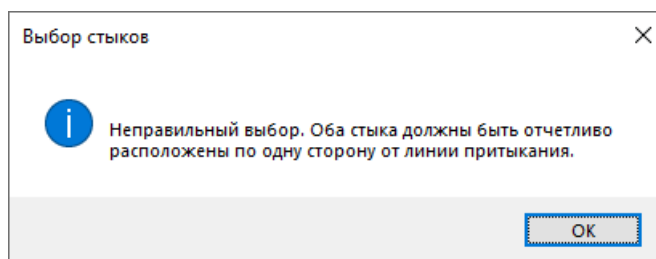 Выбор стыков
Неправильный выбор. Оба стыка должны быть отчетливо
расположены по одну сторону от линии притыкания.
OK